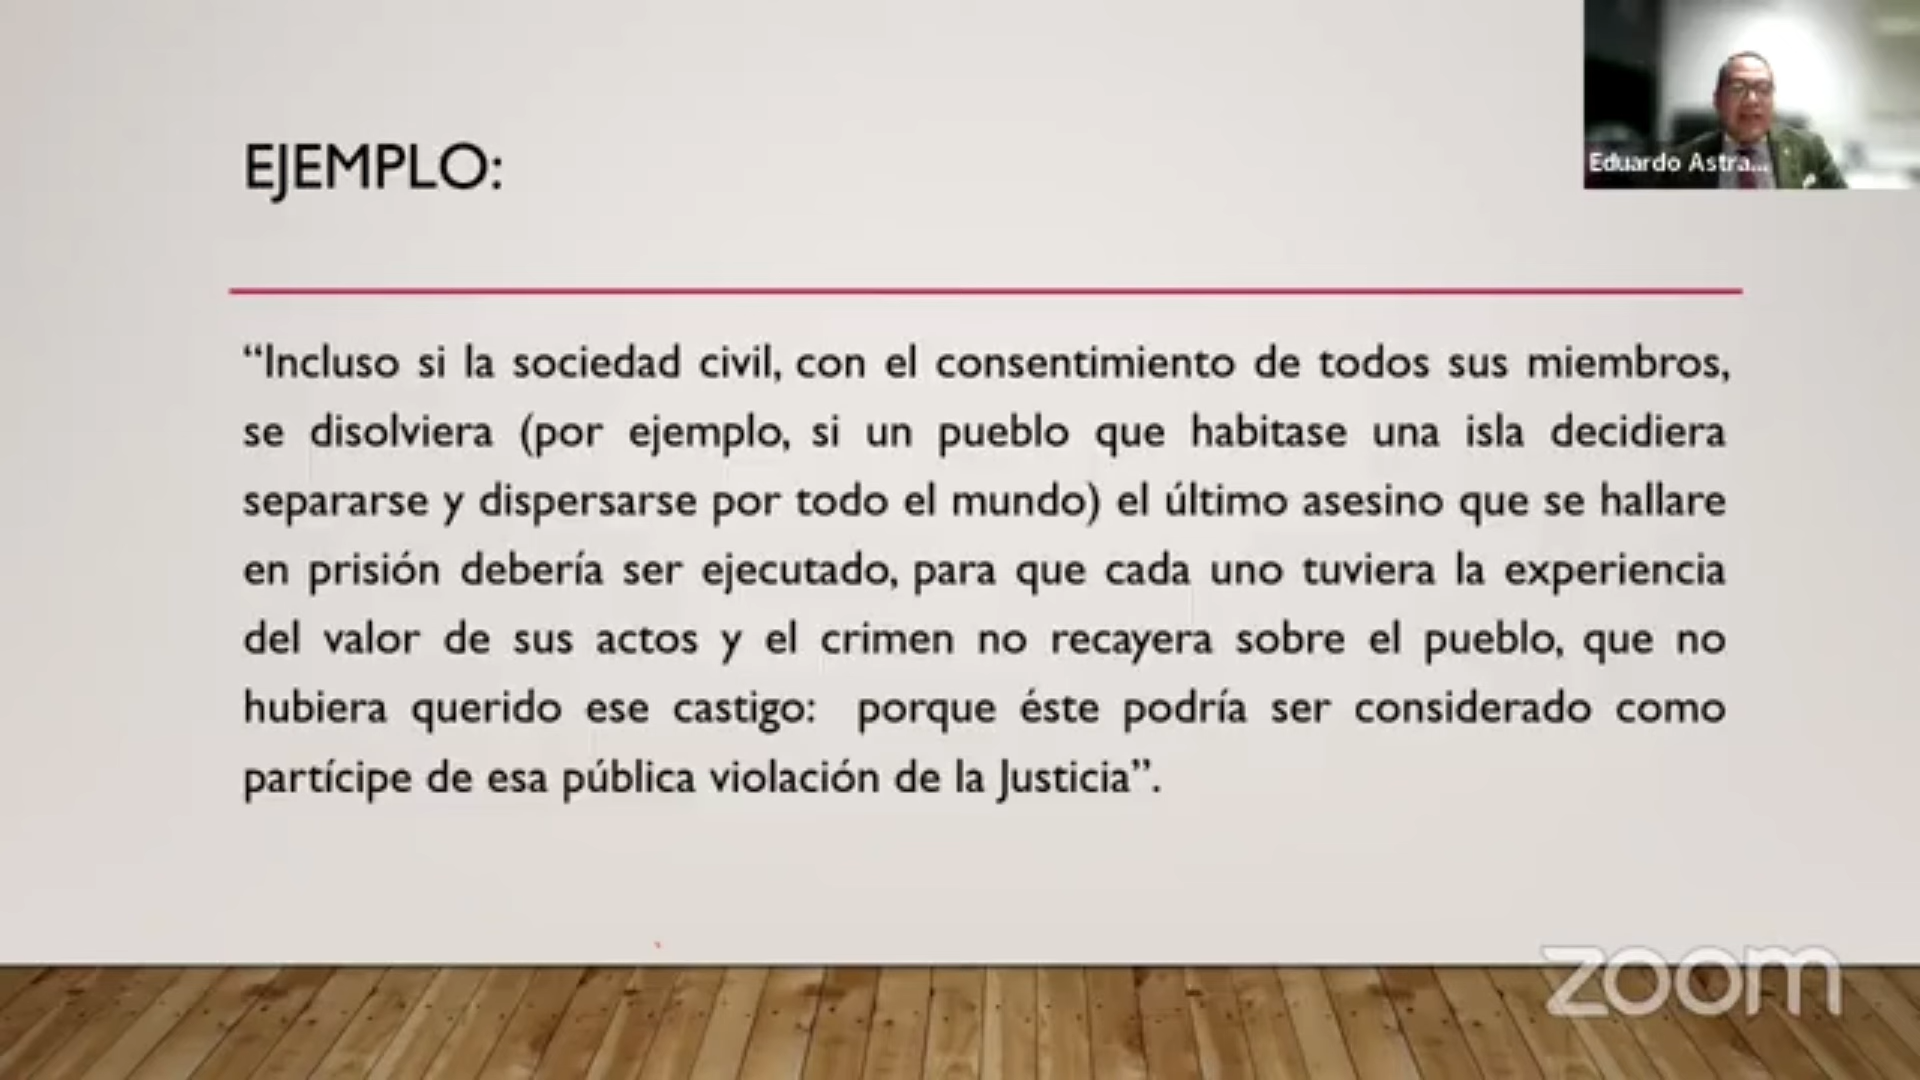 EJEMPLO:
Eduardo Astra...
“Incluso si la sociedad civil, con el consentimiento de todos sus miembros,
se disolviera (por ejemplo, si un pueblo que habitase una isla decidiera
separarse y dispersarse por todo el mundo) el último asesino que se hallare
en prisión debería ser ejecutado, para que cada uno tuviera la experiencia
del valor de sus actos y el crimen no recayera sobre el pueblo, que no
hubiera querido ese castigo: porque éste podría ser considerado como
partícipe de esa pública violación de la Justicia”.
zoom